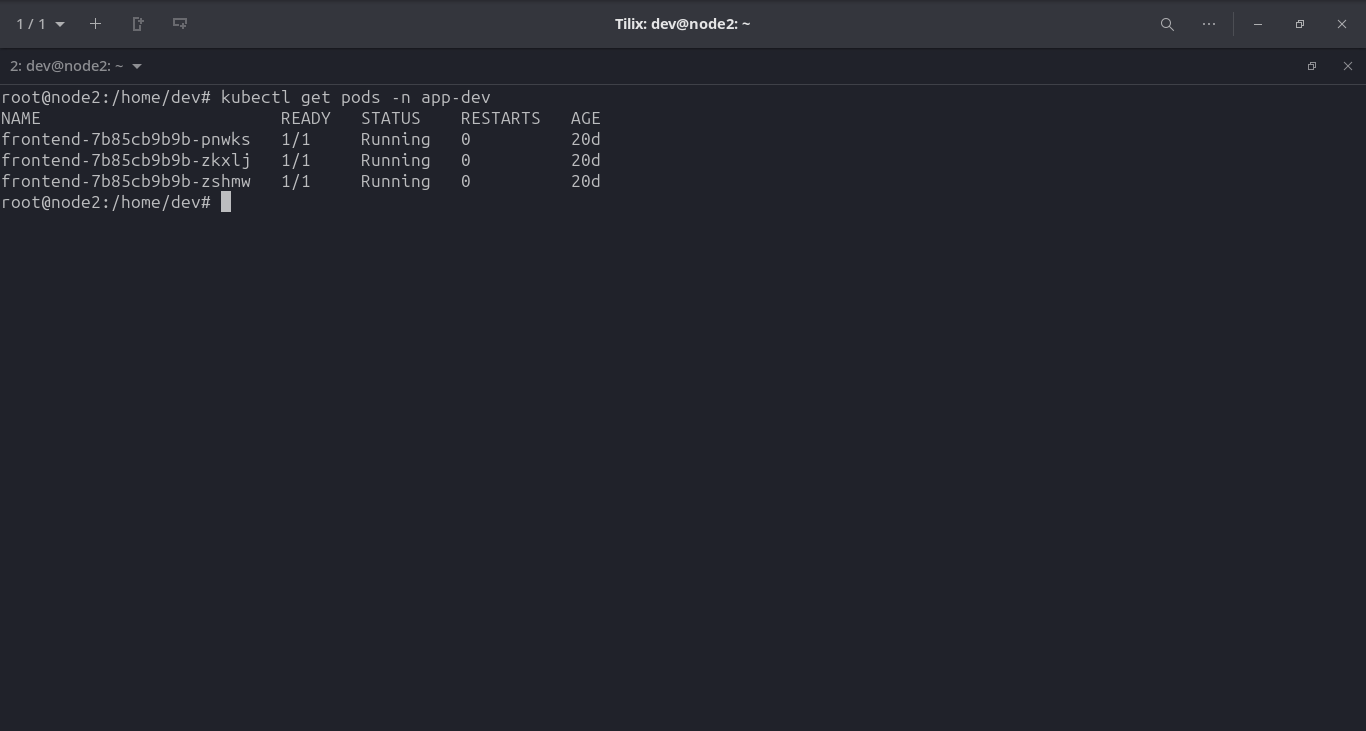 1 / 1
Tilix: dev@node2: ~
2: dev@node2: ~
root@node2:/home/dev# kubectl get pods -n app-dev
NAME                        READY   STATUS    RESTARTS   AGE
frontend-7b85cb9b9b-pnwks   1/1     Running   0          20d
frontend-7b85cb9b9b-zkxlj   1/1     Running   0          20d
frontend-7b85cb9b9b-zshmw   1/1     Running   0          20d
root@node2:/home/dev#